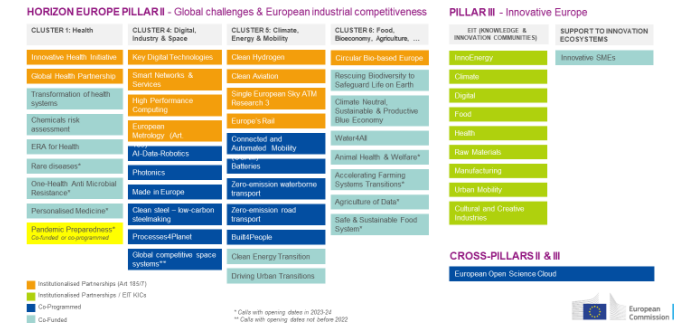 HORIZON EUROPE PILLAR II - Global challenges & European industrial competitiveness
CLUSTER 1: Health
Innovative Health Initiative
Global Health Partnership
Transformation of health
systems
Chemicals risk
assessment
ERA for Health
Rare diseases*
One-Health Anti Microbial
Resistance*
Personalised Medicine*
Pandemic Preparedness*
Co-funded or co-programmed
CLUSTER 4: Digital,
Industry & Space
Key Digital Technologies
Smart Networks &
Services
High Performance
Computing
European
Metrology (Art
AI-Data-Robotics
Photonics
Made in Europe
Clean steel – low-carbon
steelmaking
Processes4Planet
Global competitive space
systems**
CLUSTER 5: Climate,
Energy & Mobility
Clean Hydrogen
Clean Aviation
Single European Sky ATM
Research 3
Europe's Rail
Connected and
Automated Mobility
Batteries
Zero-emission waterborne
transport
Zero-emission road
transport
Built4People
Clean Energy Transition
Driving Urban Transitions
CLUSTER 6: Food,
Bioeconomy, Agriculture, …
Circular Bio-based Europe
Rescuing Biodiversity to
Safeguard Life on Earth
Climate Neutral,
Sustainable & Productive
Blue Economy
Water4All
Animal Health & Welfare*
Accelerating Farming
Systems Transitions*
Agriculture of Data*
Safe & Sustainable Food
System*
PILLAR III - Innovative Europe
EIT (KNOWLEDGE &
INNOVATION COMMUNITIES)
InnoEnergy
Climate
Digital
Food
Health
Raw Materials
Manufacturing
Urban Mobility
Cultural and Creative
Industries
SUPPORT TO INNOVATION
ECOSYSTEMS
Innovative SMEs
CROSS-PILLARS II & III
European Open Science Cloud
Institutionalised Partnerships (Art 185/7)
Institutionalised Partnerships / EIT KICs
Co-Programmed
Co-Funded
* Calls with opening dates in 2023-24
** Calls with opening dates not before 2022
European
Commission